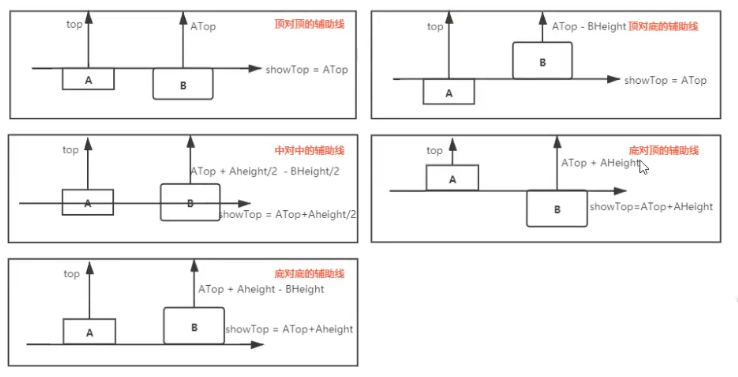 top
ATop
顶对顶的辅助线
A
B
showTop = ATop
top
ATop - BHeight
顶对底的辅助线
B
A
showTop = ATop
top
中对中的辅助线
ATop + Aheight/2 - BHeight/2
A
B
showTop = ATop+Aheight/2
top
底对顶的辅助线
ATop + AHeight
A
B
showTop=ATop+AHeight
top
底对底的辅助线
ATop + Aheight - BHeight
A
B
showTop = ATop+Aheight